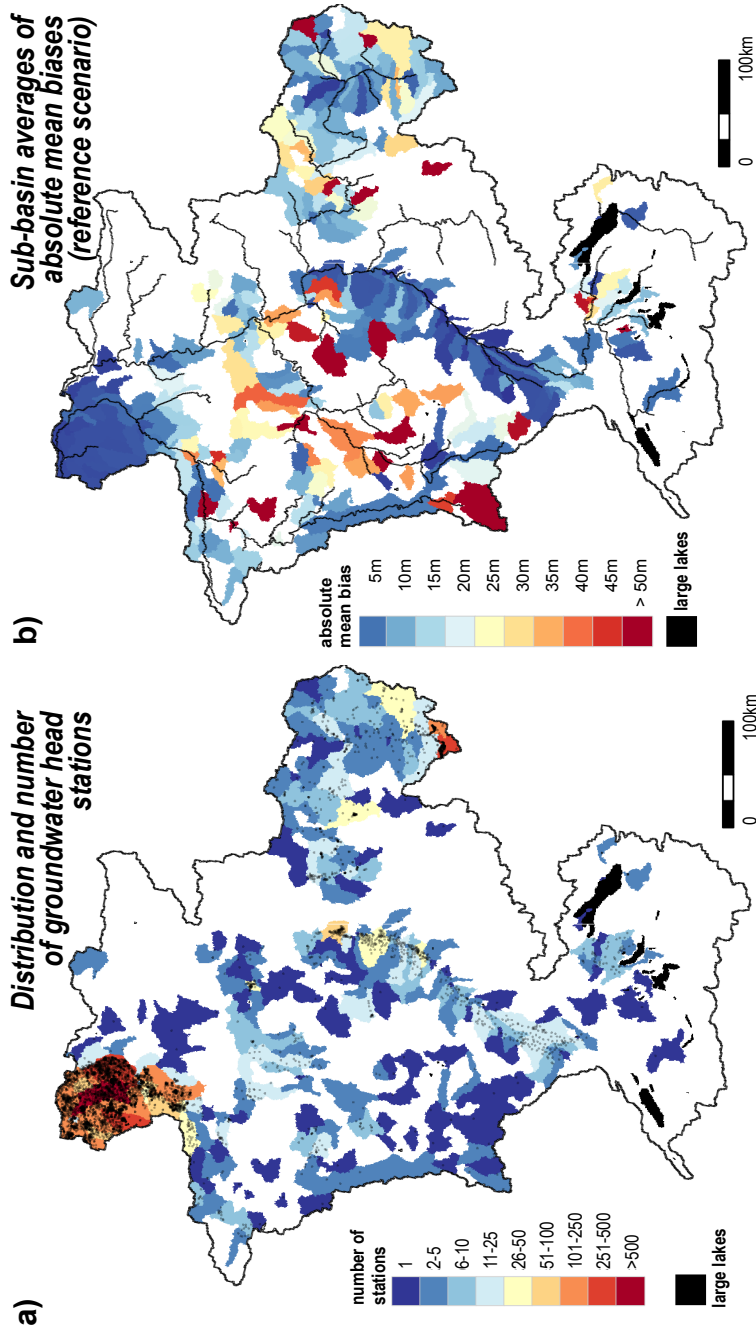 a)
Distribution and number
of groundwater head
stations
number of
stations
1
2-5
6-10
11-25
26-50
51-100
101-250
251-500
>500
large lakes
0
100km
b)
Sub-basin averages of
absolute mean biases
(reference scenario)
absolute
mean bias
5m
10m
15m
20m
25m
30m
35m
40m
45m
> 50m
large lakes
0
100km